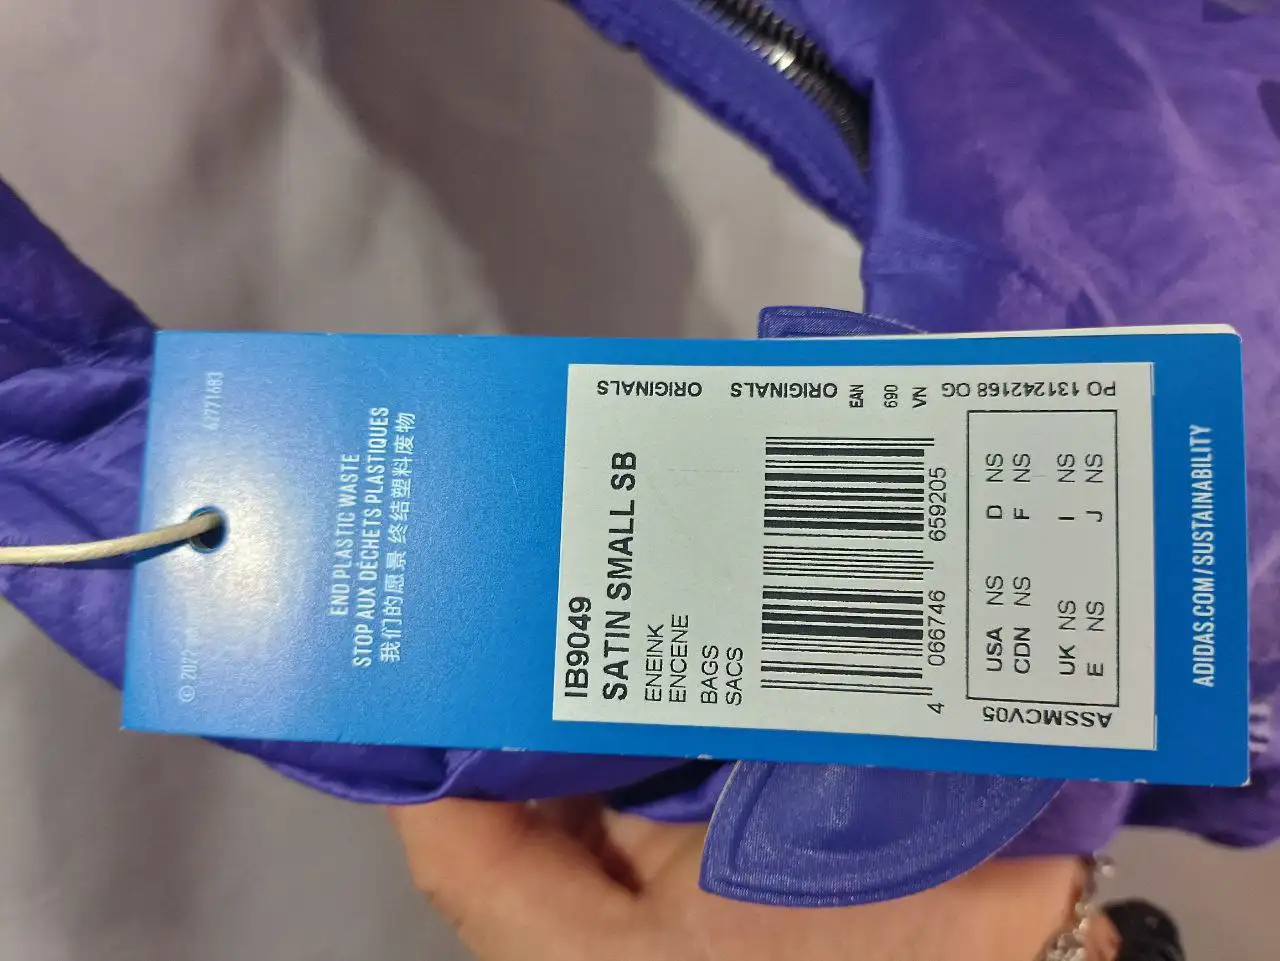 6771683
END PLASTIC WASTE
STOP AUX DÉCHETS PLASTIQUES
我们的愿景 终结塑料废物
IB9049
SATIN SMALL SB
ENEINK
ENCENE
BAGS
SACS
ORIGINALS
ORIGINALS
EAN
690
VN
4 066746 659205
PO 131242168 OG
USA NS D NS
CDN NS F NS
UK NS I NS
E NS J NS
ASSMCV05
ADIDAS.COM/SUSTAINABILITY